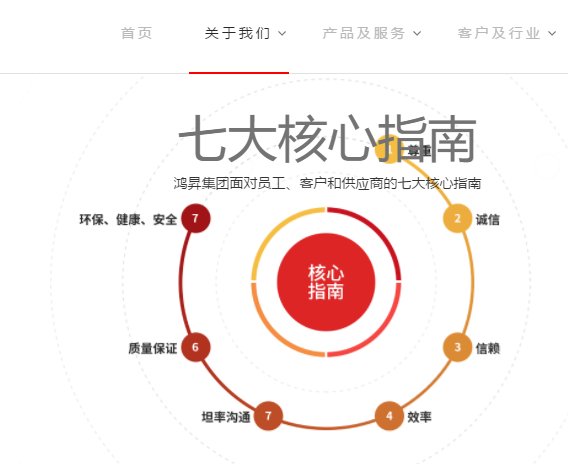 首页
关于我们
产品及服务
客户及行业
七大核心指南
尊重
鸿昇集团面对员工、客户和供应商的七大核心指南
环保、健康、安全 7
2 诚信
核心
指南
质量保证 6
3 信赖
坦率沟通 7
4 效率